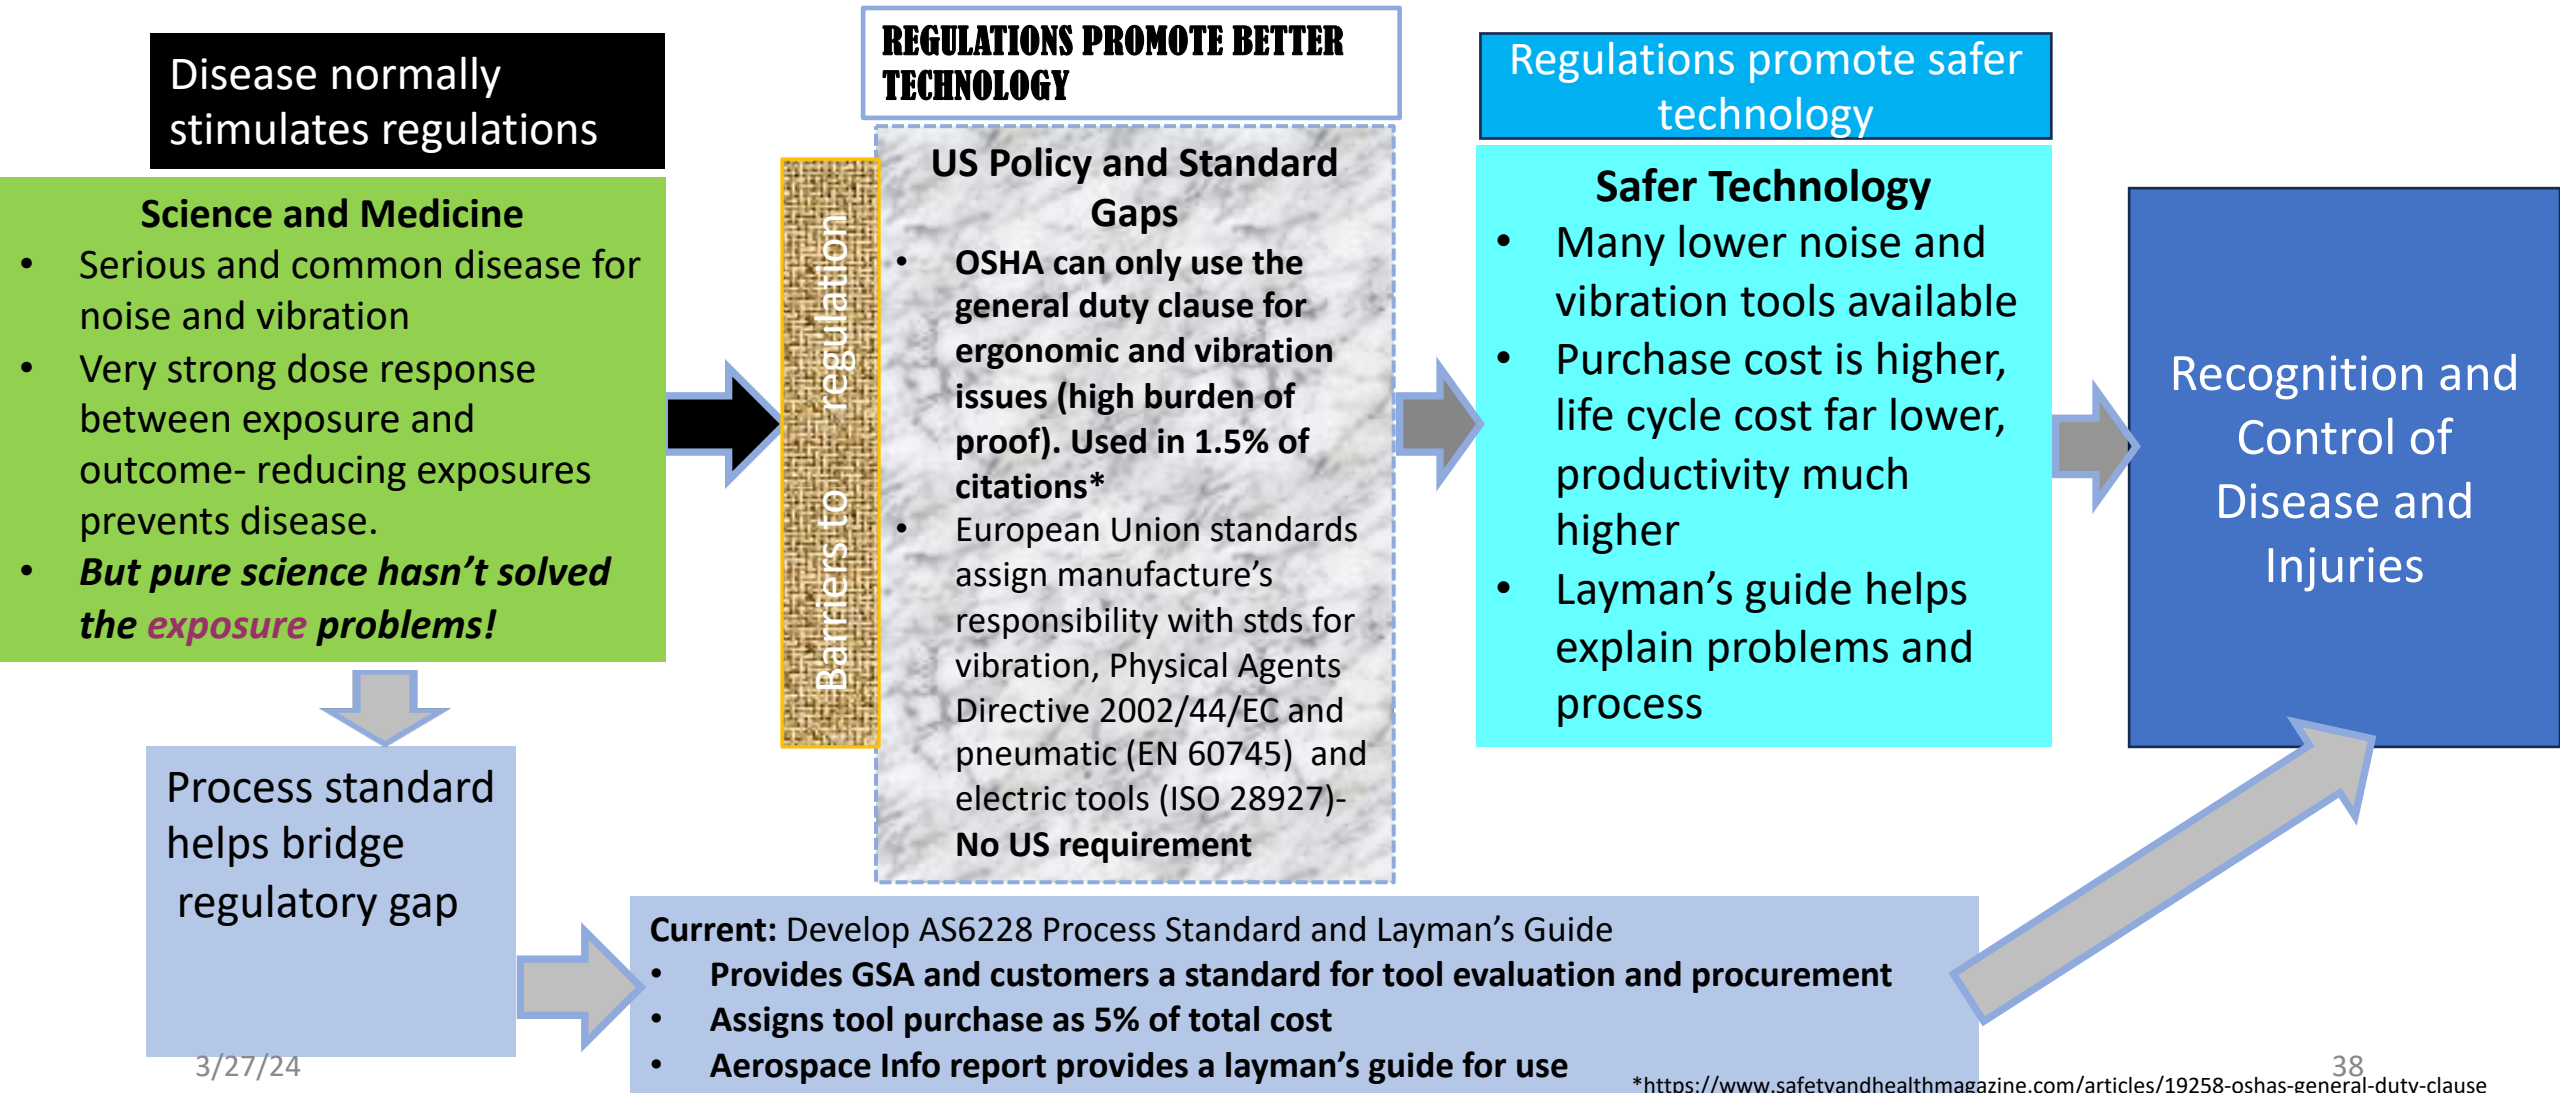 Disease normally
stimulates regulations
Science and Medicine
• Serious and common disease for
noise and vibration
• Very strong dose response
between exposure and
outcome- reducing exposures
prevents disease.
• But pure science hasn't solved
the exposure problems!
Process standard
helps bridge
regulatory gap
Barriers to regulation
REGULATIONS PROMOTE BETTER
TECHNOLOGY
US Policy and Standard
Gaps
• OSHA can only use the
general duty clause for
ergonomic and vibration
issues (high burden of
proof). Used in 1.5% of
citations*
• European Union standards
assign manufacture's
responsibility with stds for
vibration, Physical Agents
Directive 2002/44/EC and
pneumatic (EN 60745) and
electric tools (ISO 28927)-
No US requirement
Regulations promote safer
technology
Safer Technology
• Many lower noise and
vibration tools available
• Purchase cost is higher,
life cycle cost far lower,
productivity much
higher
• Layman's guide helps
explain problems and
process
Recognition and
Control of
Disease and
Injuries
Current: Develop AS6228 Process Standard and Layman's Guide
• Provides GSA and customers a standard for tool evaluation and procurement
• Assigns tool purchase as 5% of total cost
• Aerospace Info report provides a layman's guide for use
3/27/24
38
*https://www.safetyandhealthmagazine.com/articles/19258-oshas-general-duty-clause